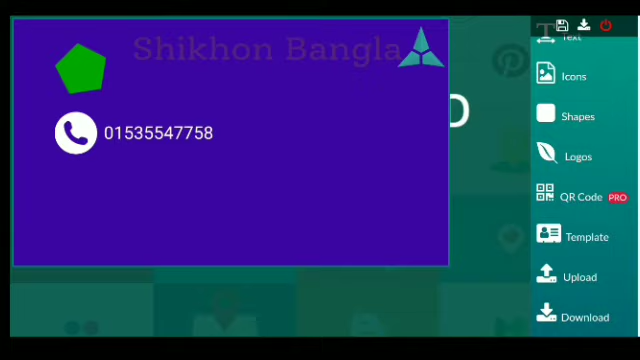 Shikhon Bangla
01535547758
Text
Icons
Shapes
Logos
QR Code PRO
Template
Upload
Download